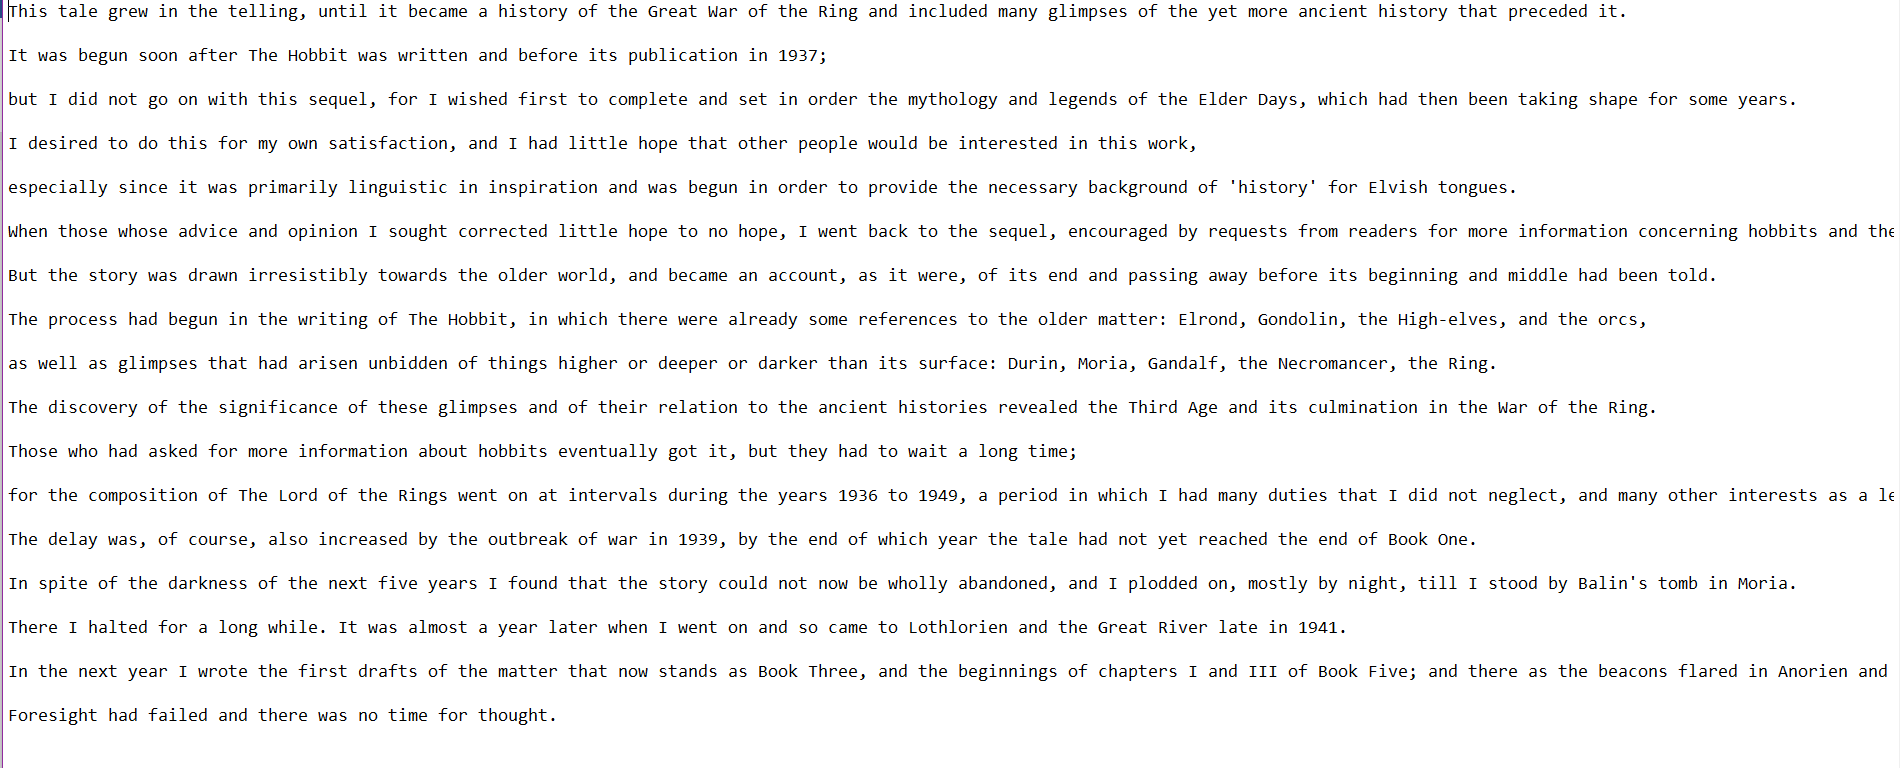 This tale grew in the telling, until it became a history of the Great War of the Ring and included many glimpses of the yet more ancient history that preceded it.
It was begun soon after The Hobbit was written and before its publication in 1937;
but I did not go on with this sequel, for I wished first to complete and set in order the mythology and legends of the Elder Days, which had then been taking shape for some years.
I desired to do this for my own satisfaction, and I had little hope that other people would be interested in this work,
especially since it was primarily linguistic in inspiration and was begun in order to provide the necessary background of 'history' for Elvish tongues.
When those whose advice and opinion I sought corrected little hope to no hope, I went back to the sequel, encouraged by requests from readers for more information concerning hobbits and
But the story was drawn irresistibly towards the older world, and became an account, as it were, of its end and passing away before its beginning and middle had been told.
The process had begun in the writing of The Hobbit, in which there were already some references to the older matter: Elrond, Gondolin, the High-elves, and the orcs,
as well as glimpses that had arisen unbidden of things higher or deeper or darker than its surface: Durin, Moria, Gandalf, the Necromancer, the Ring.
The discovery of the significance of these glimpses and of their relation to the ancient histories revealed the Third Age and its culmination in the War of the Ring.
Those who had asked for more information about hobbits eventually got it, but they had to wait a long time;
for the composition of The Lord of the Rings went on at intervals during the years 1936 to 1949, a period in which I had many duties that I did not neglect, and many other interests as a
The delay was, of course, also increased by the outbreak of war in 1939, by the end of which year the tale had not yet reached the end of Book One.
In spite of the darkness of the next five years I found that the story could not now be wholly abandoned, and I plodded on, mostly by night, till I stood by Balin's tomb in Moria.
There I halted for a long while. It was almost a year later when I went on and so came to Lothlorien and the Great River late in 1941.
In the next year I wrote the first drafts of the matter that now stands as Book Three, and the beginnings of chapters I and III of Book Five; and there as the beacons flared in Anorien and
Foresight had failed and there was no time for thought.